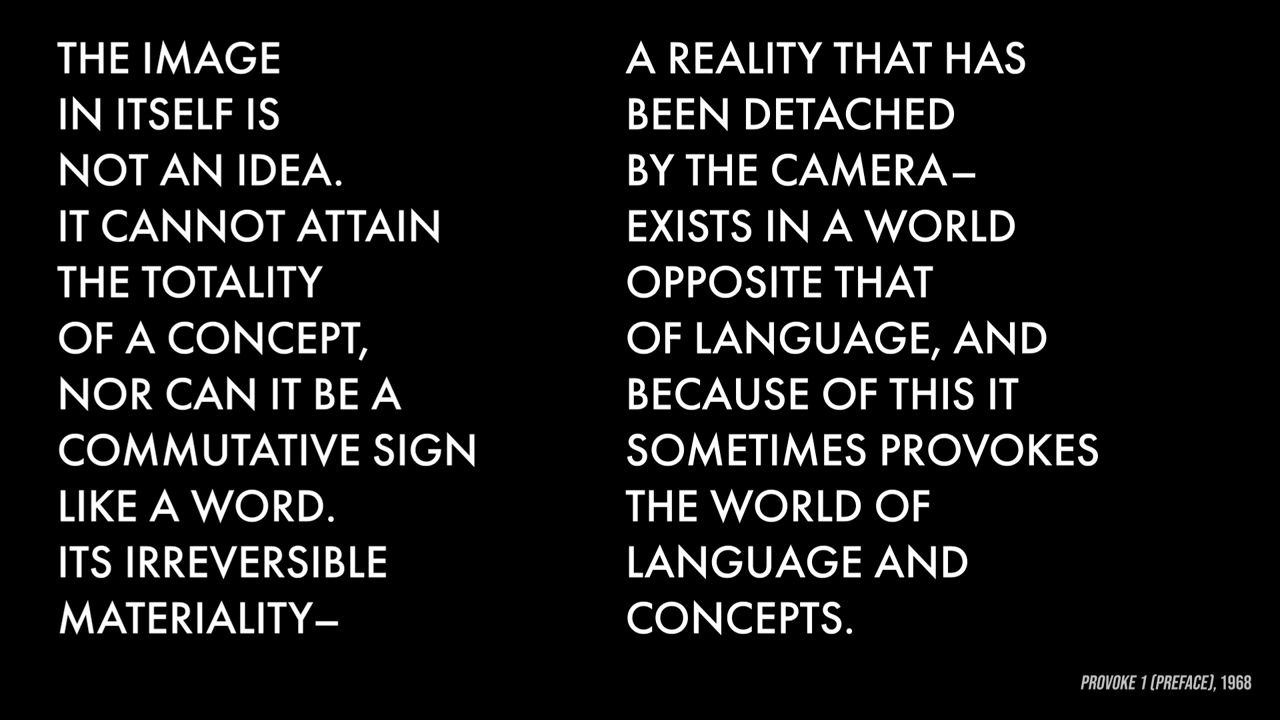 THE IMAGE
IN ITSELF IS
NOT AN IDEA.
IT CANNOT ATTAIN
THE TOTALITY
OF A CONCEPT,
NOR CAN IT BE A
COMMUTATIVE SIGN
LIKE A WORD.
ITS IRREVERSIBLE
MATERIALITY–
A REALITY THAT HAS
BEEN DETACHED
BY THE CAMERA–
EXISTS IN A WORLD
OPPOSITE THAT
OF LANGUAGE, AND
BECAUSE OF THIS IT
SOMETIMES PROVOKES
THE WORLD OF
LANGUAGE AND
CONCEPTS.
PROVOKE 1 (PREFACE), 1968